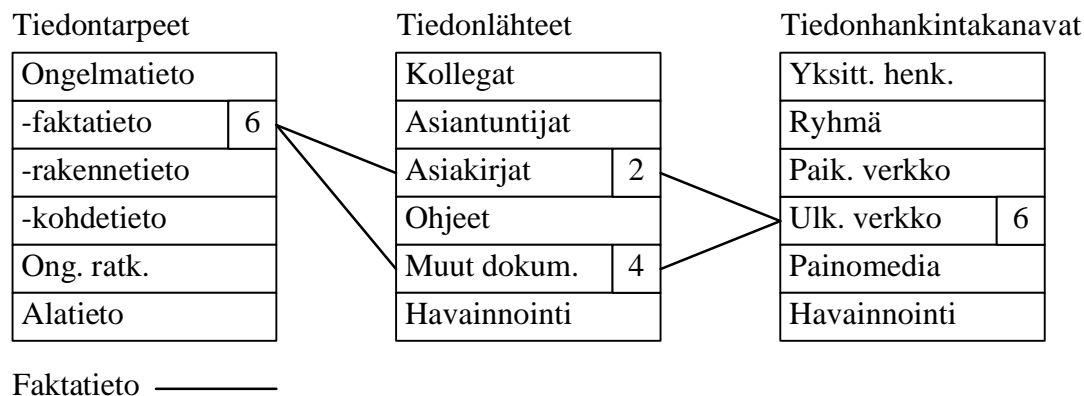 Tiedontarpeet Tiedonlähteet Tiedonhankintakanavat
Ongelmatieto Kollegat Yksitt. henk.
-faktatieto 6 Asiantuntijat Ryhmä
-rakennetieto Asiakirjat 2 Paik. verkko
-kohdetieto Ohjeet Ulk. verkko 6
Ong. ratk. Muut dokum. 4 Painomedia
Alatieto Havainnointi Havainnointi
Faktatieto